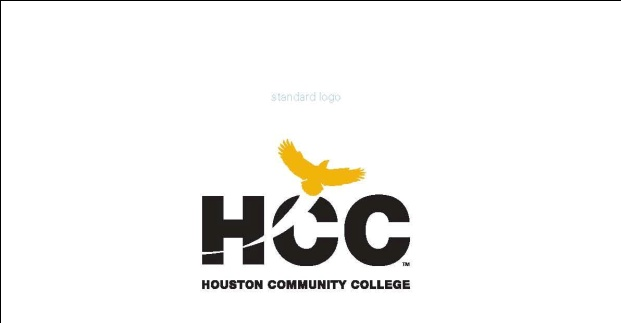 standard logo
HCC
TM
HOUSTON COMMUNITY COLLEGE